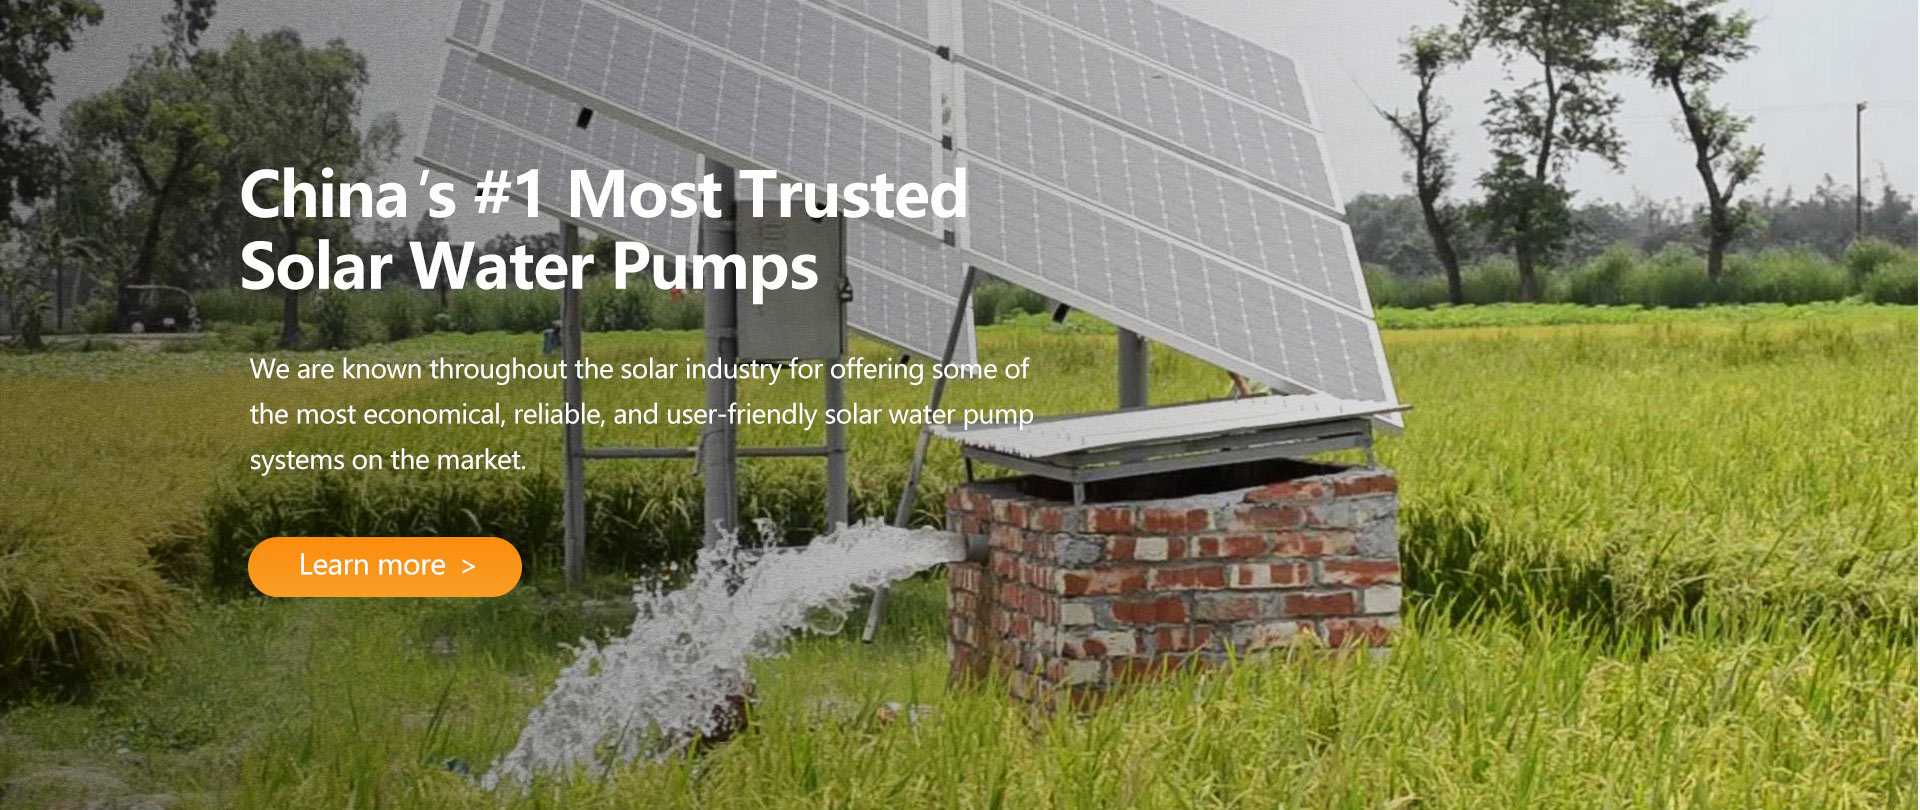 China's #1 Most Trusted
Solar Water Pumps
We are known throughout the solar industry for offering some of
the most economical, reliable, and user-friendly solar water pump
systems on the market.
Learn more >